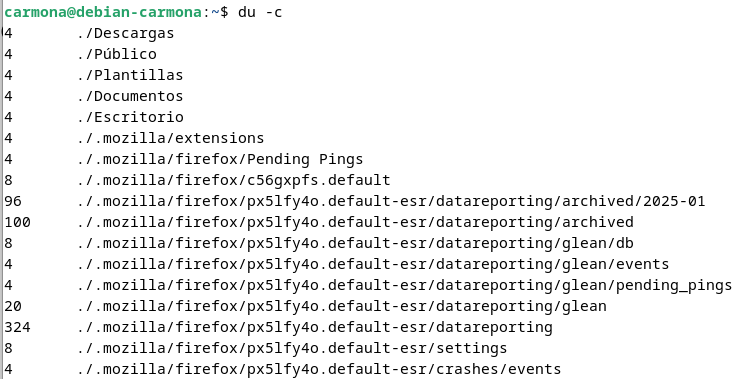 carmona@debian-carmona:~$ du -c
4 ./Descargas
4 ./Público
4 ./Plantillas
4 ./Documentos
4 ./Escritorio
4 ./.mozilla/extensions
4 ./.mozilla/firefox/Pending Pings
8 ./.mozilla/firefox/c56gxpfs.default
96 ./.mozilla/firefox/px5lfy4o.default-esr/datareporting/archived/2025-01
100 ./.mozilla/firefox/px5lfy4o.default-esr/datareporting/archived
8 ./.mozilla/firefox/px5lfy4o.default-esr/datareporting/glean/db
4 ./.mozilla/firefox/px5lfy4o.default-esr/datareporting/glean/events
4 ./.mozilla/firefox/px5lfy4o.default-esr/datareporting/glean/pending_pings
20 ./.mozilla/firefox/px5lfy4o.default-esr/datareporting/glean
324 ./.mozilla/firefox/px5lfy4o.default-esr/datareporting
8 ./.mozilla/firefox/px5lfy4o.default-esr/settings
4 ./.mozilla/firefox/px5lfy4o.default-esr/crashes/events